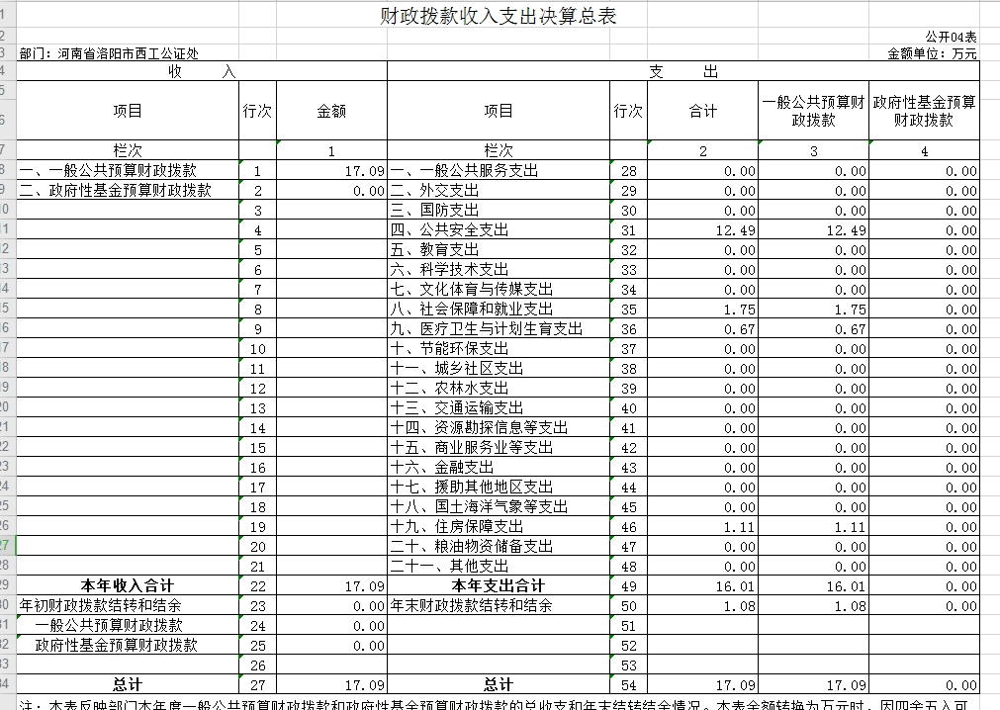 财政拨款收入支出决算总表
公开04表
部门：河南省洛阳市西工公证处 金额单位：万元
收 入 支 出
项目 行次 金额 项目 行次 合计 一般公共预算财政拨款 政府性基金预算财政拨款
栏次 1 栏次 2 3 4
一、一般公共预算财政拨款 1 17.09 一、一般公共服务支出 28 0.00 0.00 0.00
二、政府性基金预算财政拨款 2 0.00 二、外交支出 29 0.00 0.00 0.00
3 三、国防支出 30 0.00 0.00 0.00
4 四、公共安全支出 31 12.49 12.49 0.00
5 五、教育支出 32 0.00 0.00 0.00
6 六、科学技术支出 33 0.00 0.00 0.00
7 七、文化体育与传媒支出 34 0.00 0.00 0.00
8 八、社会保障和就业支出 35 1.75 1.75 0.00
9 九、医疗卫生与计划生育支出 36 0.67 0.67 0.00
10 十、节能环保支出 37 0.00 0.00 0.00
11 十一、城乡社区支出 38 0.00 0.00 0.00
12 十二、农林水支出 39 0.00 0.00 0.00
13 十三、交通运输支出 40 0.00 0.00 0.00
14 十四、资源勘探信息等支出 41 0.00 0.00 0.00
15 十五、商业服务业等支出 42 0.00 0.00 0.00
16 十六、金融支出 43 0.00 0.00 0.00
17 十七、援助其他地区支出 44 0.00 0.00 0.00
18 十八、国土海洋气象等支出 45 0.00 0.00 0.00
19 十九、住房保障支出 46 1.11 1.11 0.00
20 二十、粮油物资储备支出 47 0.00 0.00 0.00
21 二十一、其他支出 48 0.00 0.00 0.00
本年收入合计 22 17.09 本年支出合计 49 16.01 16.01 0.00
年初财政拨款结转和结余 23 0.00 年末财政拨款结转和结余 50 1.08 1.08 0.00
一般公共预算财政拨款 24 0.00 51
政府性基金预算财政拨款 25 0.00 52
26 53
总计 27 17.09 总计 54 17.09 17.09 0.00
注：本表反映部门本年度一般公共预算财政拨款和政府性基金预算财政拨款的总收支和年末结转结余情况。本表金额转换为万元时，因四舍五入可